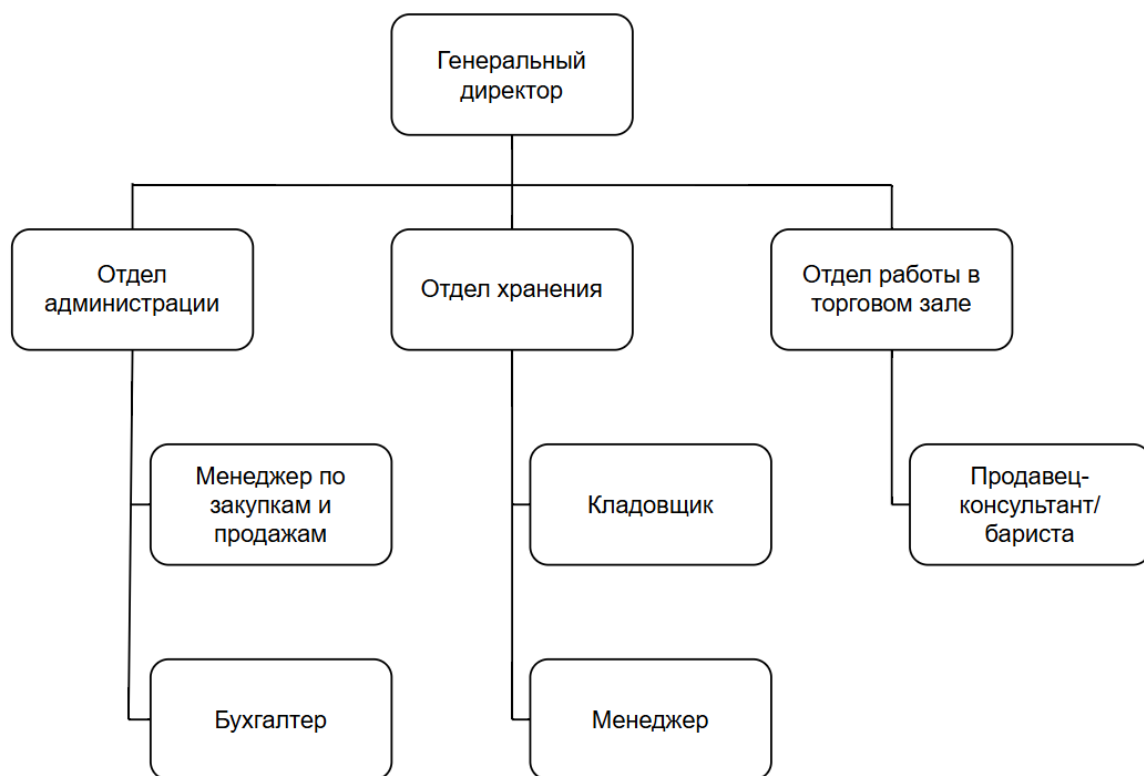 Генеральный
директор
Отдел
администрации
Отдел хранения
Отдел работы в
торговом зале
Менеджер по
закупкам и
продажам
Кладовщик
Продавец-
консультант/
бариста
Бухгалтер
Менеджер